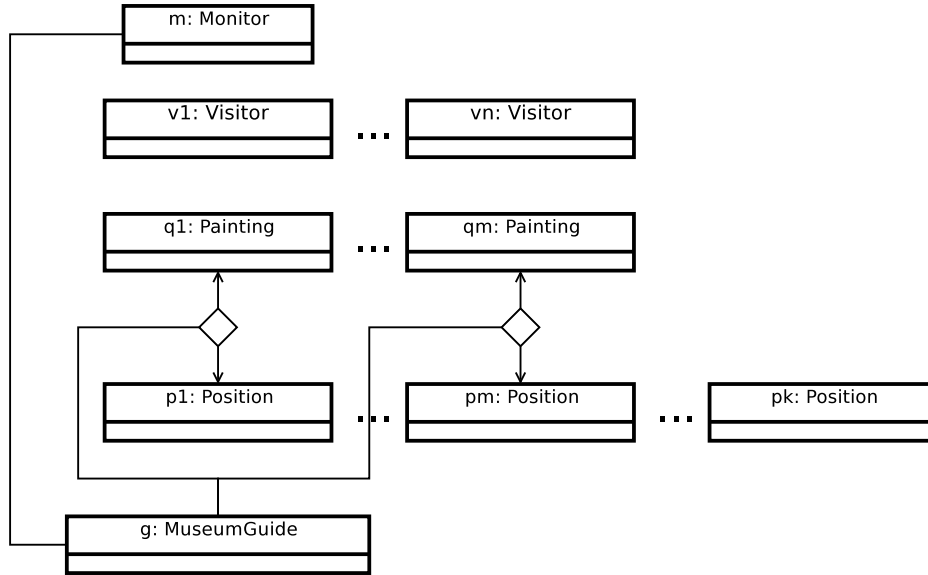 m: Monitor
v1: Visitor
...
vn: Visitor
q1: Painting
...
qm: Painting
p1: Position
...
pm: Position
...
pk: Position
g: MuseumGuide